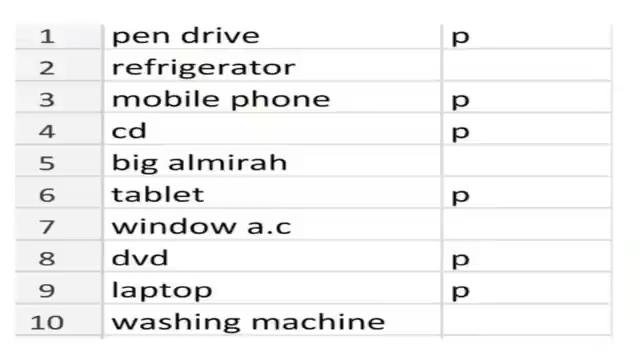 1 pen drive p
2 refrigerator
3 mobile phone p
4 cd p
5 big almirah
6 tablet p
7 window a.c
8 dvd p
9 laptop p
10 washing machine